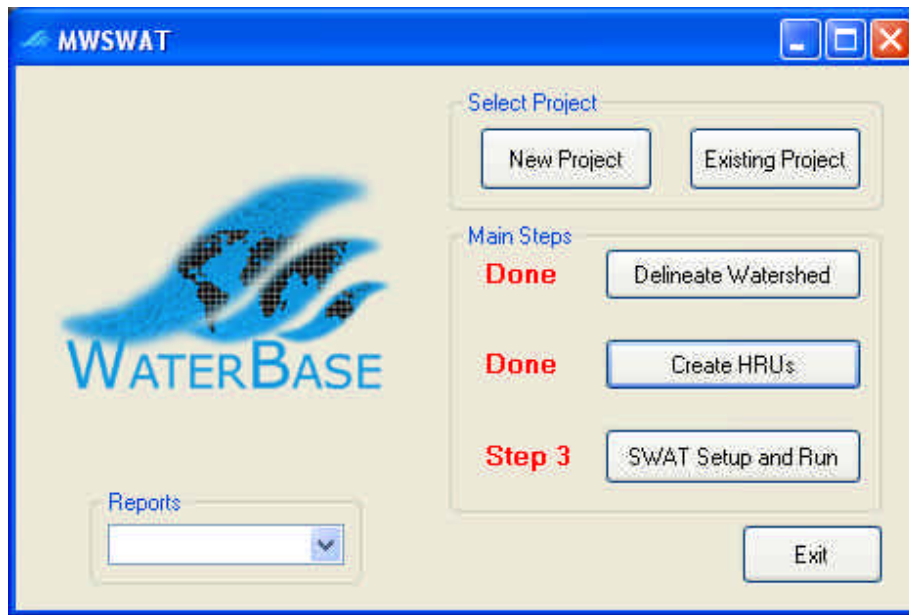 MWSWAT
Select Project
New Project
Existing Project
Main Steps
Done
Delineate Watershed
Done
Create HRUs
Step 3
SWAT Setup and Run
WATERBASE
Reports
Exit